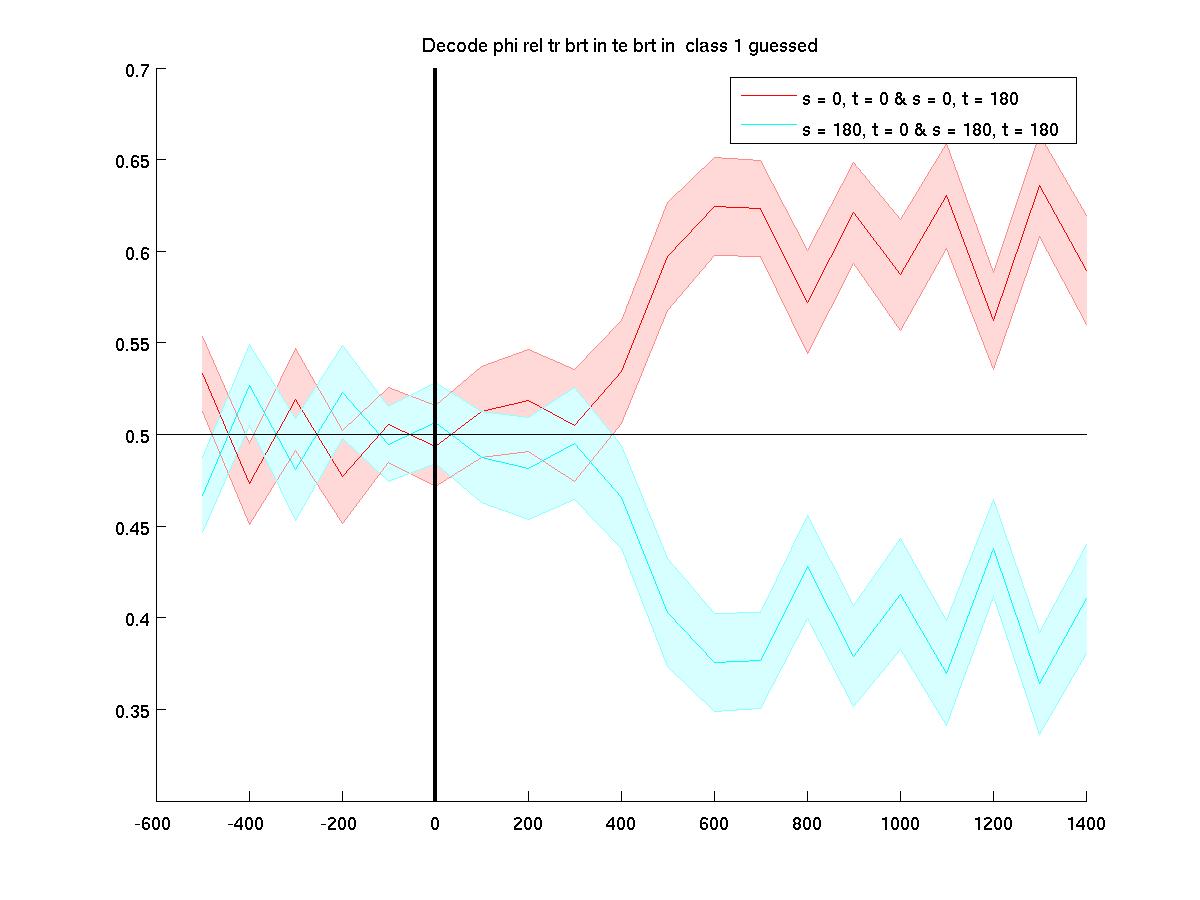 Decode phi rel tr brt in te brt in  class 1 guessed
s = 0, t = 0 & s = 0, t = 180
s = 180, t = 0 & s = 180, t = 180
0.7
0.65
0.6
0.55
0.5
0.45
0.4
0.35
-600 -400 -200 0 200 400 600 800 1000 1200 1400